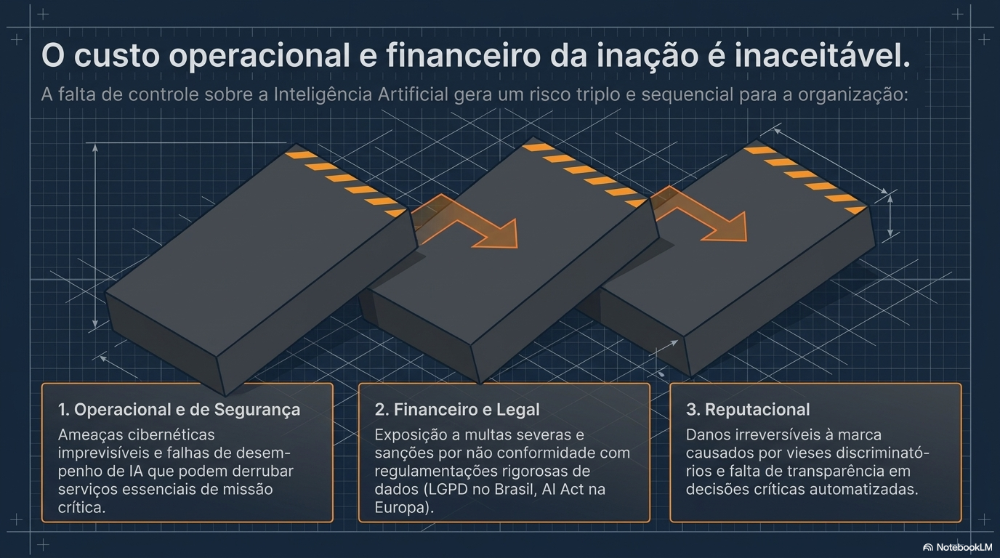 O custo operacional e financeiro da inação é inaceitável.
A falta de controle sobre a Inteligência Artificial gera um risco triplo e sequencial para a organização:
1. Operacional e de Segurança
Ameaças cibernéticas
imprevisíveis e falhas de desem-
penho de IA que podem derrubar
serviços essenciais de missão
crítica.
2. Financeiro e Legal
Exposição a multas severas e
sanções por não conformidade com
regulamentações rigorosas de
dados (LGPD no Brasil, AI Act na
Europa).
3. Reputacional
Danos irreversíveis à marca
causados por vieses discriminató-
rios e falta de transparência em
decisões críticas automatizadas.
NotebookLM